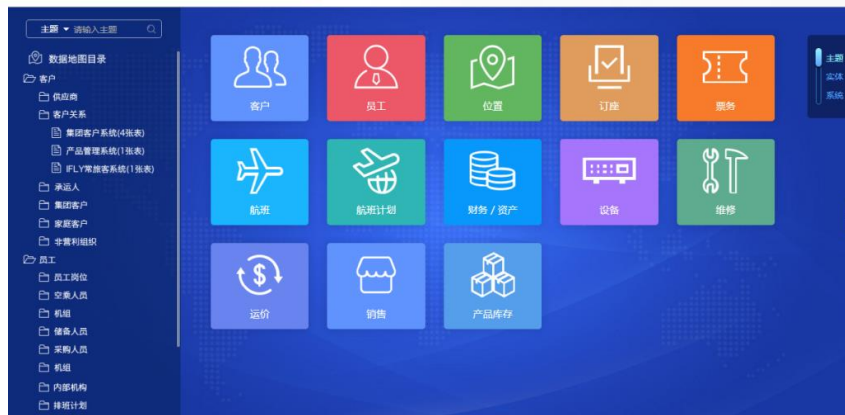 主题 请输入主题
数据地图目录
客户
供应商
客户关系
集团客户系统(4张表)
产品管理系统(1张表)
IFLY常旅客系统(1张表)
承运人
集团客户
家庭客户
非营利组织
员工
员工岗位
空乘人员
机组
储备人员
采购人员
机组
内部机构
排班计划
客户
员工
位置
订座
票务
航班
航班计划
财务 / 资产
设备
维修
运价
销售
产品库存
主题
实体
系统